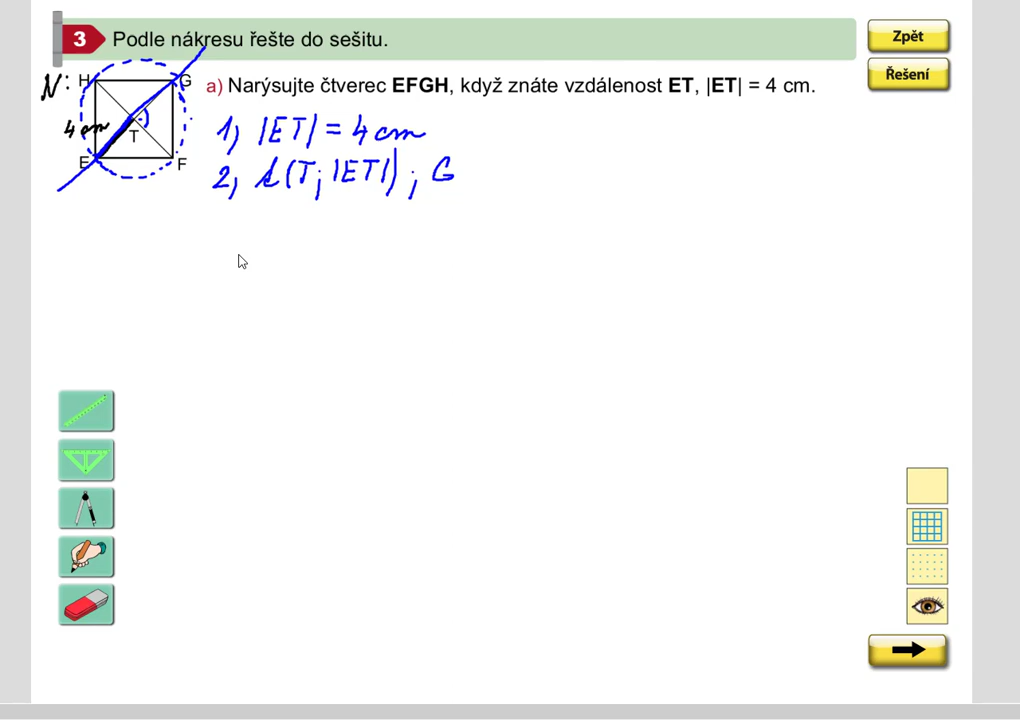 3 Podle nákresu řešte do sešitu.
Zpět
Řešení
N: H G
a) Narýsujte čtverec EFGH, když znáte vzdálenost ET, |ET| = 4 cm.
4 cm T
E F
1) |ET| = 4 cm
2) k(T; |ET|); G